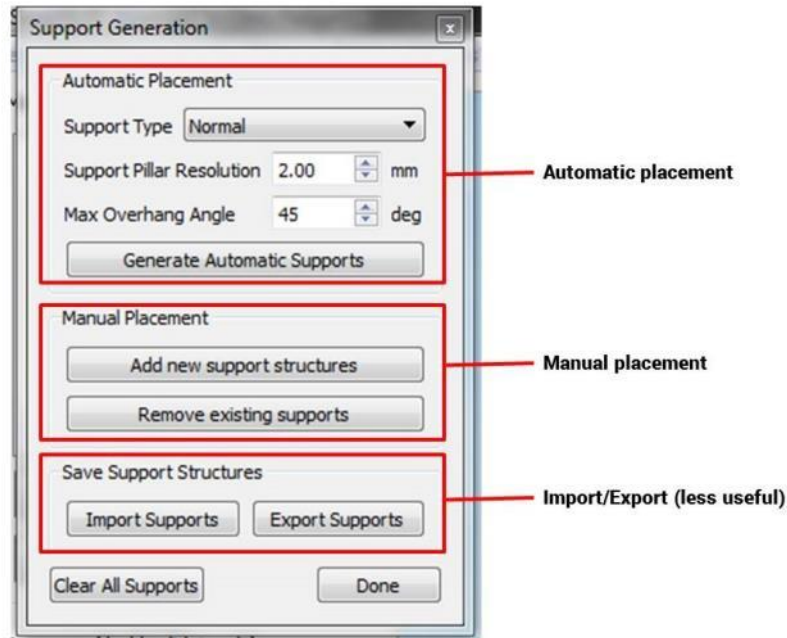 Support Generation
x
Automatic Placement
Support Type Normal
Support Pillar Resolution 2.00 mm
Automatic placement
Max Overhang Angle 45 deg
Generate Automatic Supports
Manual Placement
Add new support structures
Manual placement
Remove existing supports
Save Support Structures
Import/Export (less useful)
Import Supports Export Supports
Clear All Supports Done